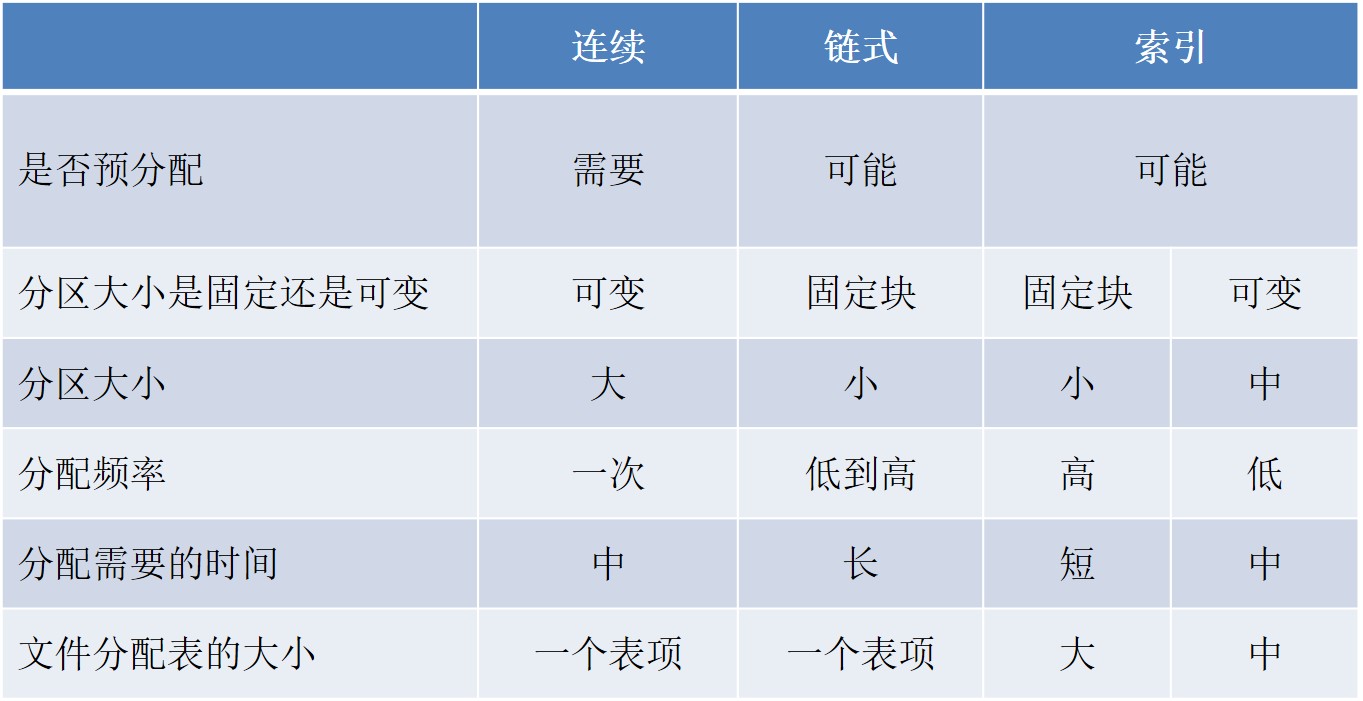 连续 链式 索引
是否预分配 需要 可能 可能
分区大小是固定还是可变 可变 固定块 固定块 可变
分区大小 大 小 小 中
分配频率 一次 低到高 高 低
分配需要的时间 中 长 短 中
文件分配表的大小 一个表项 一个表项 大 中